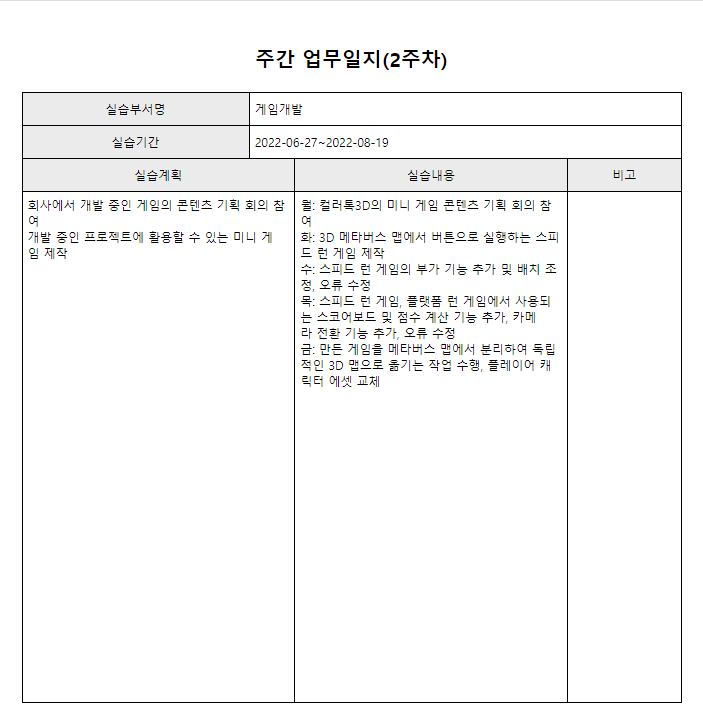 주간 업무일지(2주차)
실습부서명
게임개발
실습기간
2022-06-27~2022-08-19
실습계획
실습내용
비고
회사에서 개발 중인 게임의 콘텐츠 기획 회의 참
여
개발 중인 프로젝트에 활용할 수 있는 미니 게
임 제작
월: 컬러톡3D의 미니 게임 콘텐츠 기획 회의 참
여
화: 3D 메타버스 맵에서 버튼으로 실행하는 스피
드 런 게임 제작
수: 스피드 런 게임의 부가 기능 추가 및 배치 조
정, 오류 수정
목: 스피드 런 게임, 플랫폼 런 게임에서 사용되
는 스코어보드 및 점수 계산 기능 추가, 카메
라 전환 기능 추가, 오류 수정
금: 만든 게임을 메타버스 맵에서 분리하여 독립
적인 3D 맵으로 옮기는 작업 수행, 플레이어 캐
릭터 에셋 교체